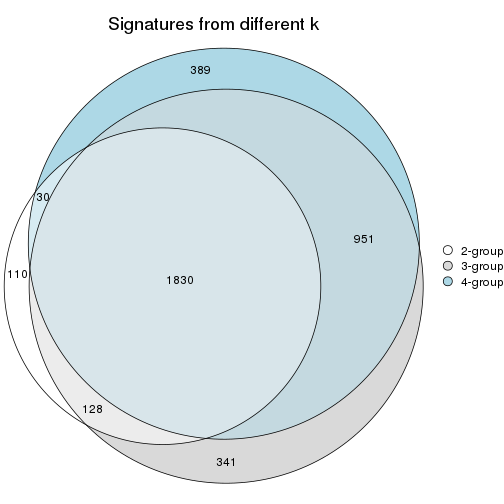 Signatures from different k
389
30
951
110
1830
128
341
2-group
3-group
4-group